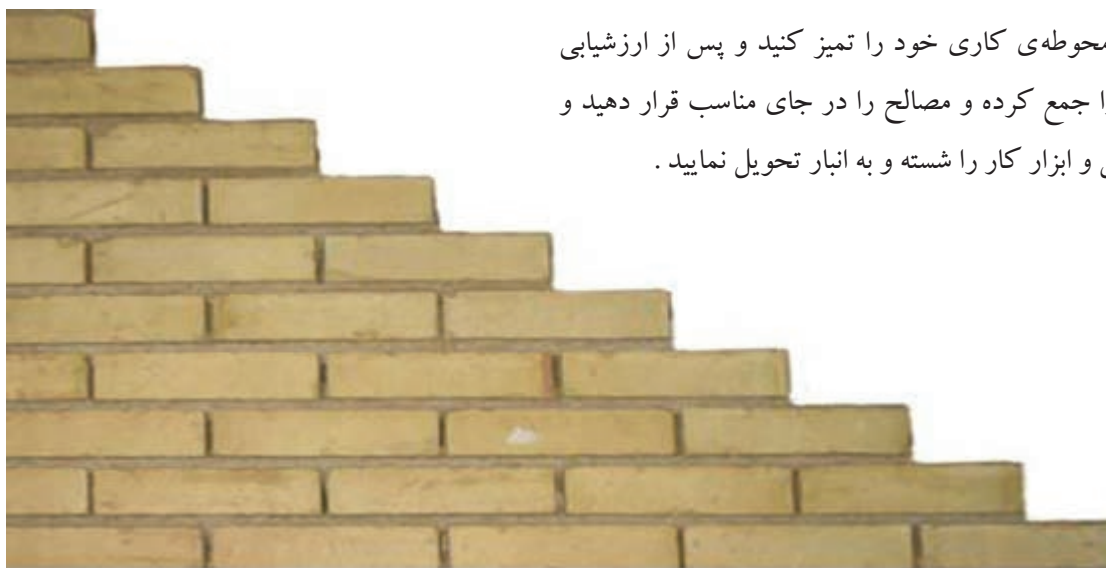 محوطه‌ی کاری خود را تمیز کنید و پس از ارزشیابی
را جمع کرده و مصالح را در جای مناسب قرار دهید و
و ابزار کار را شسته و به انبار تحویل نمایید .